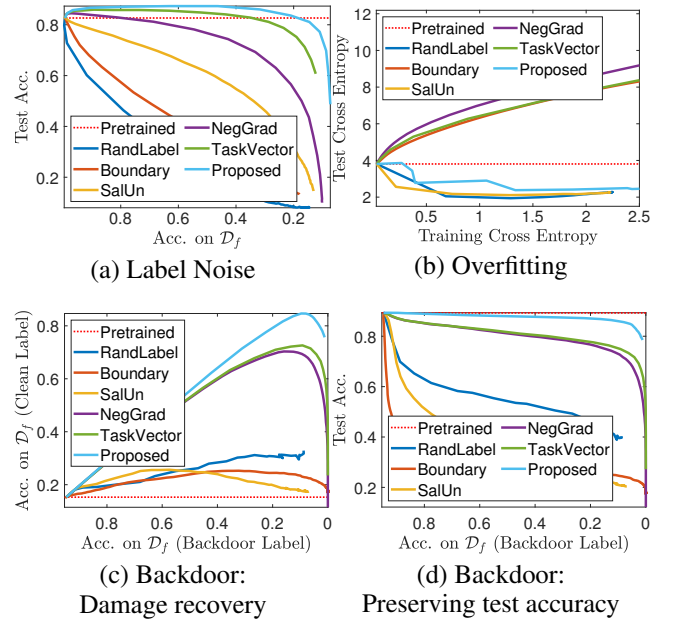 0.8
0.6
0.4
0.2
Test Acc.
Pretrained
RandLabel
Boundary
SalUn
NegGrad
TaskVector
Proposed
0.8 0.6 0.4 0.2
Acc. on 𝒟f
(a) Label Noise
12
10
8
6
4
2
Test Cross Entropy
Pretrained
RandLabel
Boundary
SalUn
NegGrad
TaskVector
Proposed
0.5 1 1.5 2 2.5
Training Cross Entropy
(b) Overfitting
0.8
0.6
0.4
0.2
Acc. on 𝒟f (Clean Label)
Pretrained
RandLabel
Boundary
SalUn
NegGrad
TaskVector
Proposed
0.8 0.6 0.4 0.2 0
Acc. on 𝒟f (Backdoor Label)
(c) Backdoor:
Damage recovery
0.8
0.6
0.4
0.2
Test Acc.
Pretrained
RandLabel
Boundary
SalUn
NegGrad
TaskVector
Proposed
0.8 0.6 0.4 0.2 0
Acc. on 𝒟f (Backdoor Label)
(d) Backdoor:
Preserving test accuracy